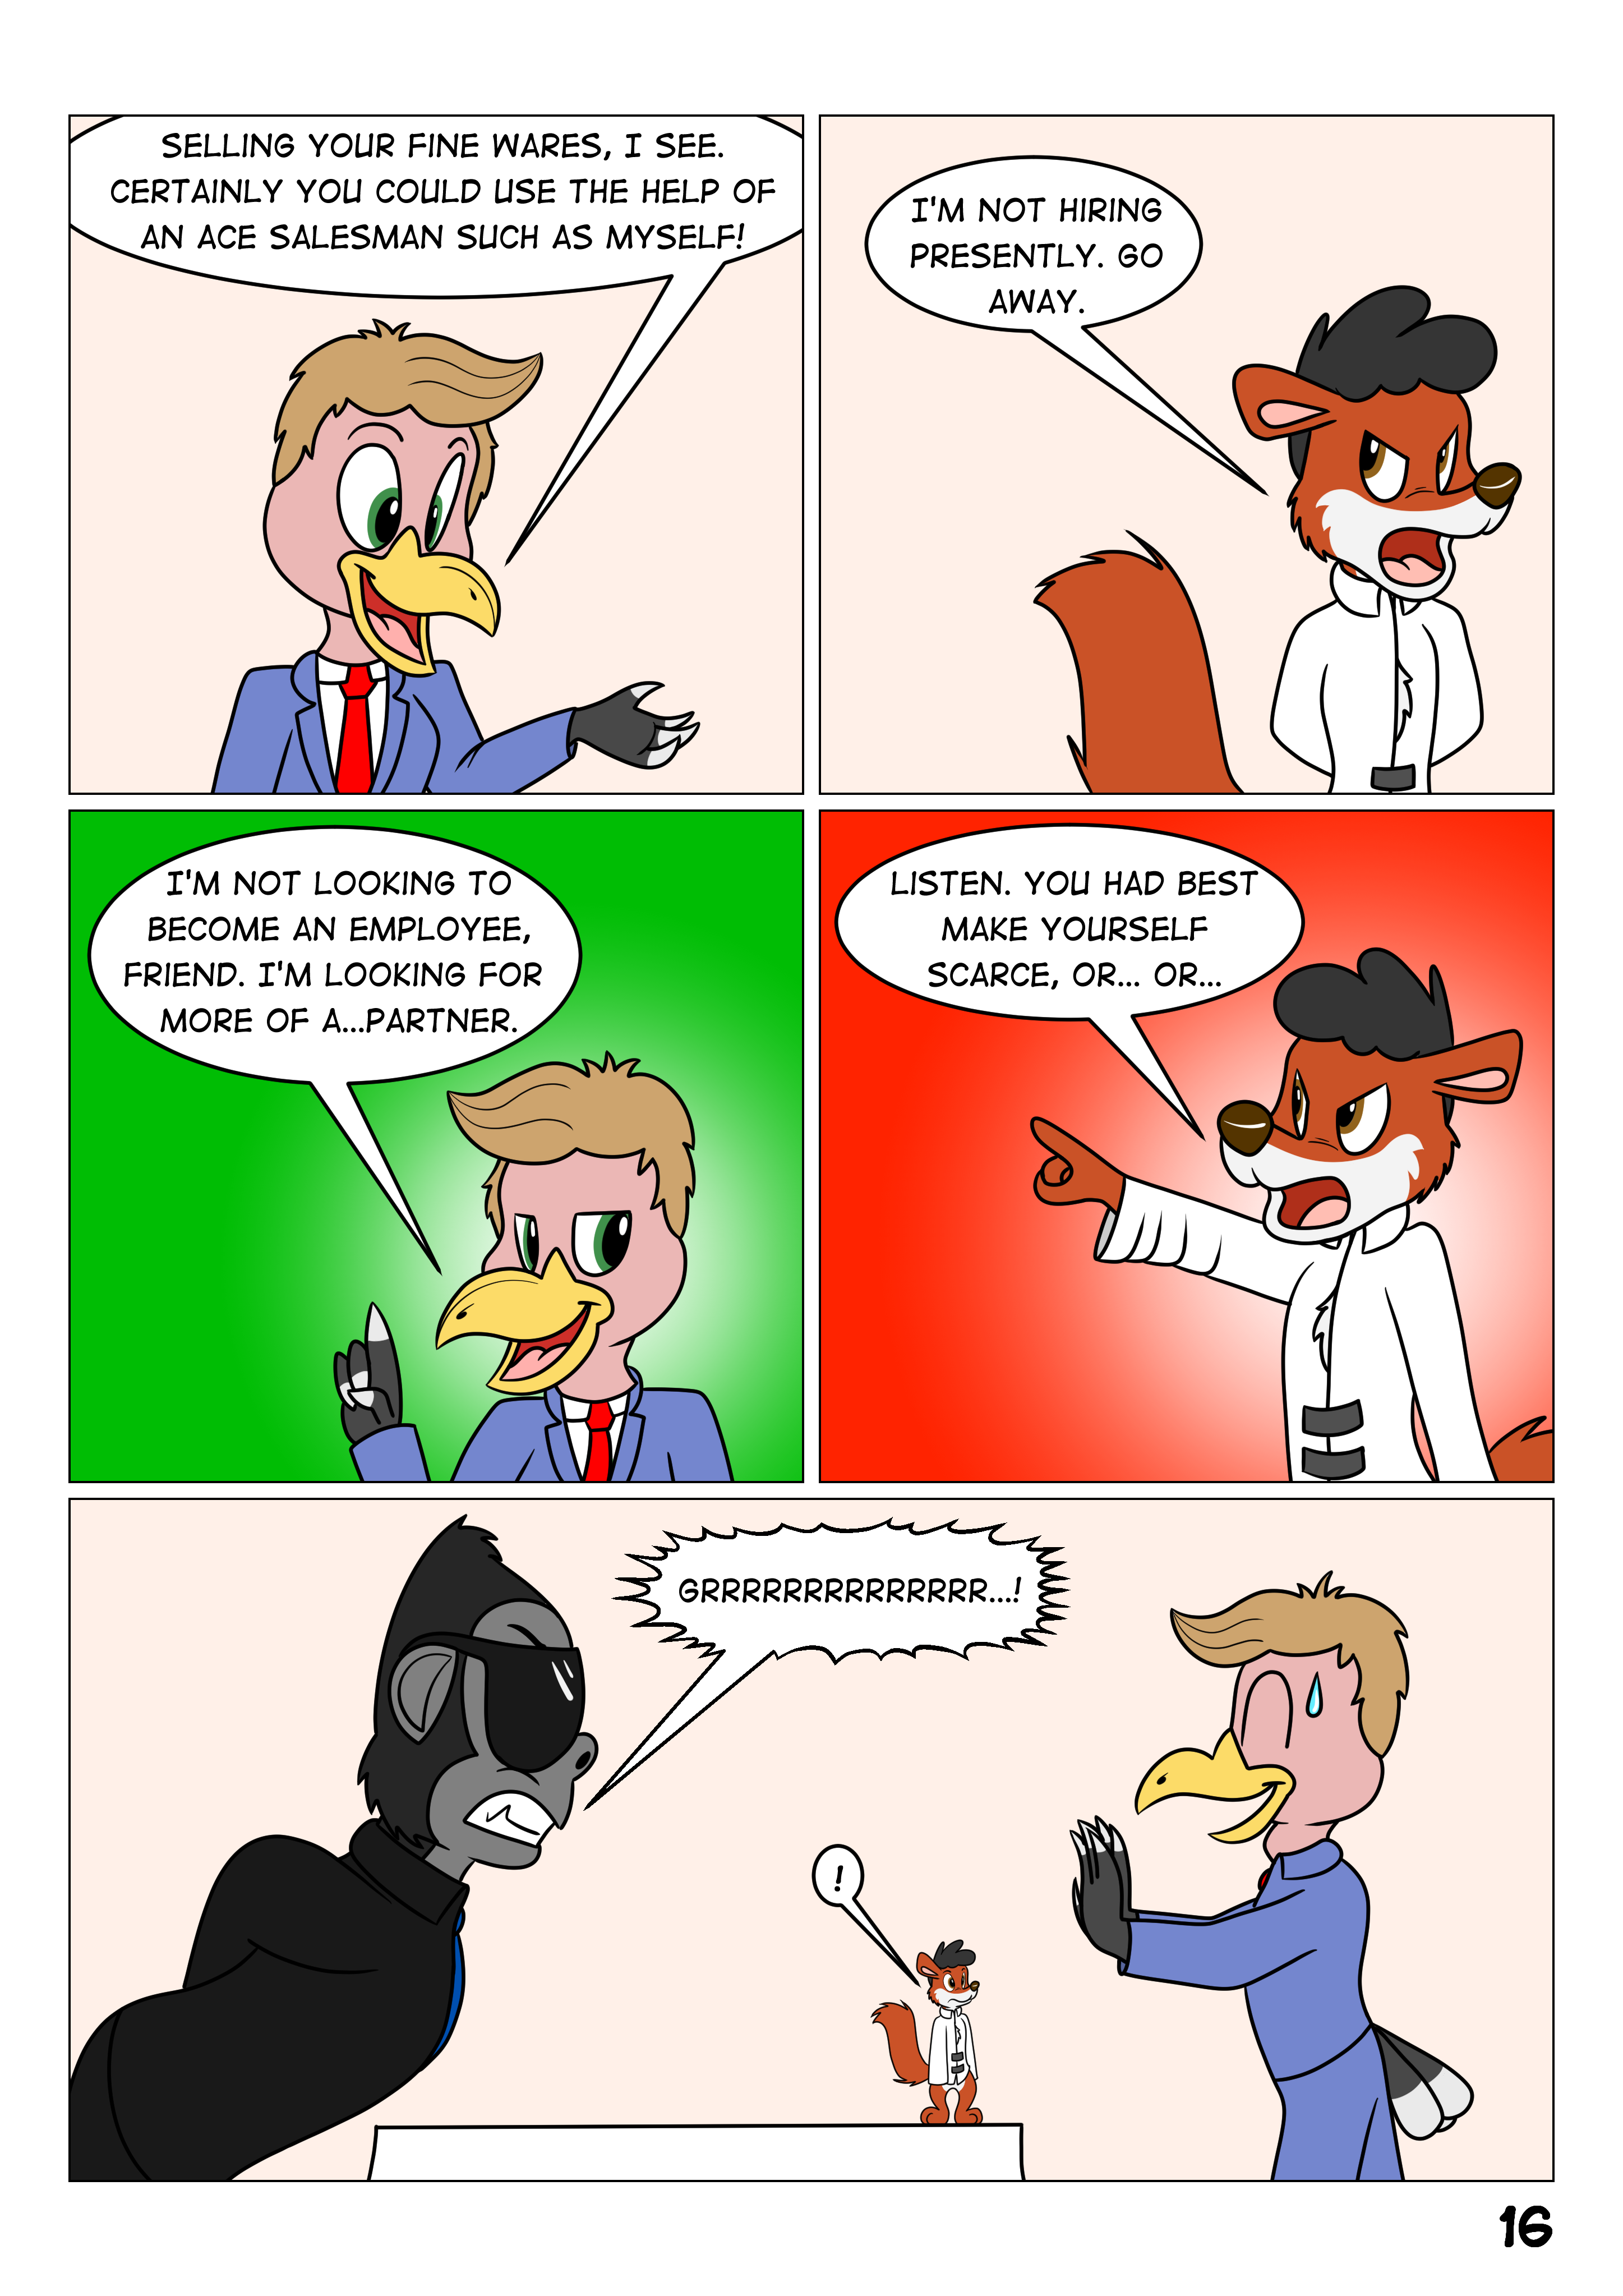 SELLING YOUR FINE WARES, I SEE.
CERTAINLY YOU COULD USE THE HELP OF
AN ACE SALESMAN SUCH AS MYSELF!
I'M NOT HIRING
PRESENTLY. GO
AWAY.
I'M NOT LOOKING TO
BECOME AN EMPLOYEE,
FRIEND. I'M LOOKING FOR
MORE OF A...PARTNER.
LISTEN. YOU HAD BEST
MAKE YOURSELF
SCARCE, OR... OR...
GRRRRRRRRRRRRRRR...!
!
16